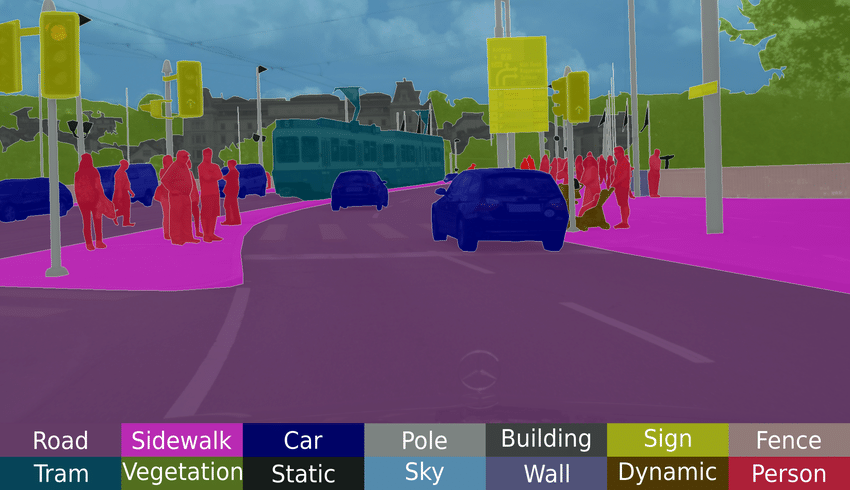 Road Sidewalk Car Pole Building Sign Fence
Tram Vegetation Static Sky Wall Dynamic Person